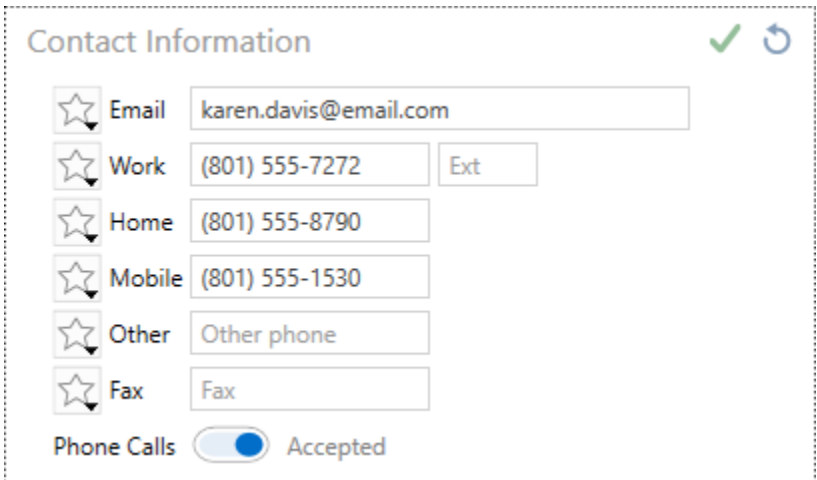 Contact Information
Email karen.davis@email.com
Work (801) 555-7272 Ext
Home (801) 555-8790
Mobile (801) 555-1530
Other Other phone
Fax Fax
Phone Calls Accepted